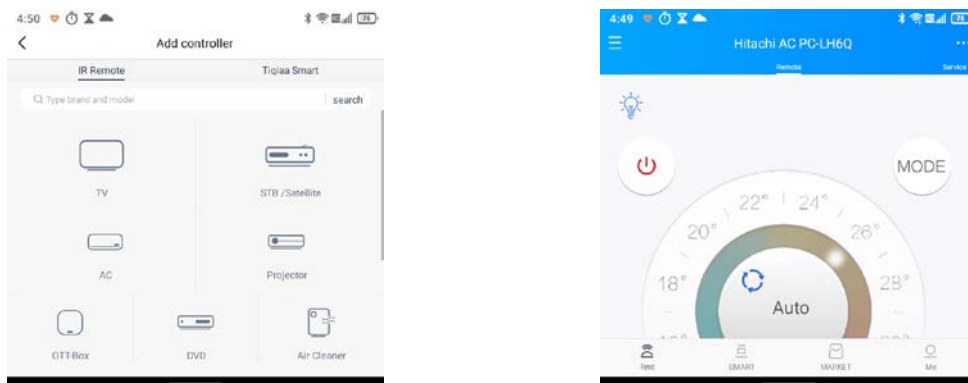 4:50
76
Add controller
IR Remote
Tiqiaa Smart
Type brand and model
search
TV
STB /Satellite
AC
Projector
OTT-Box
DVD
Air Cleaner
4:49
Hitachi AC PC-LH6Q
Remote
Service
MODE
22° 24°
20° 26°
18° 28°
Auto
SMART
MARKET
Me